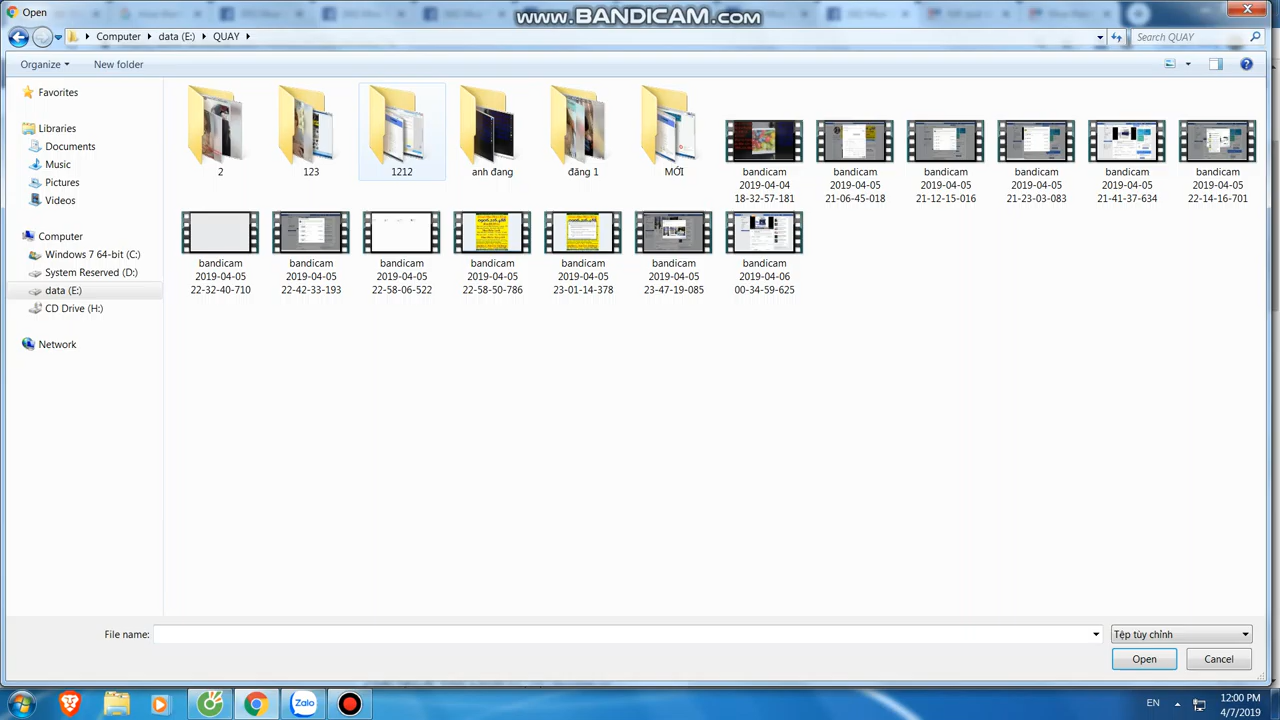 Open
www.BANDICAM.com
Computer data (E:) QUAY
Search QUAY
Organize
New folder
Favorites
Libraries
Documents
Music
Pictures
Videos
Computer
Windows 7 64-bit (C:)
System Reserved (D:)
data (E:)
CD Drive (H:)
Network
2
123
1212
anh đang
đăng 1
MỚI
bandicam
2019-04-04
18-32-57-181
bandicam
2019-04-05
21-06-45-018
bandicam
2019-04-05
21-12-15-016
bandicam
2019-04-05
21-23-03-083
bandicam
2019-04-05
21-41-37-634
bandicam
2019-04-05
22-14-16-701
bandicam
2019-04-05
22-32-40-710
bandicam
2019-04-05
22-42-33-193
bandicam
2019-04-05
22-58-06-522
bandicam
2019-04-05
22-58-50-786
bandicam
2019-04-05
23-01-14-378
bandicam
2019-04-05
23-47-19-085
bandicam
2019-04-06
00-34-59-625
File name:
Tệp tùy chỉnh
Open
Cancel
Zalo
EN
12:00 PM
4/7/2019